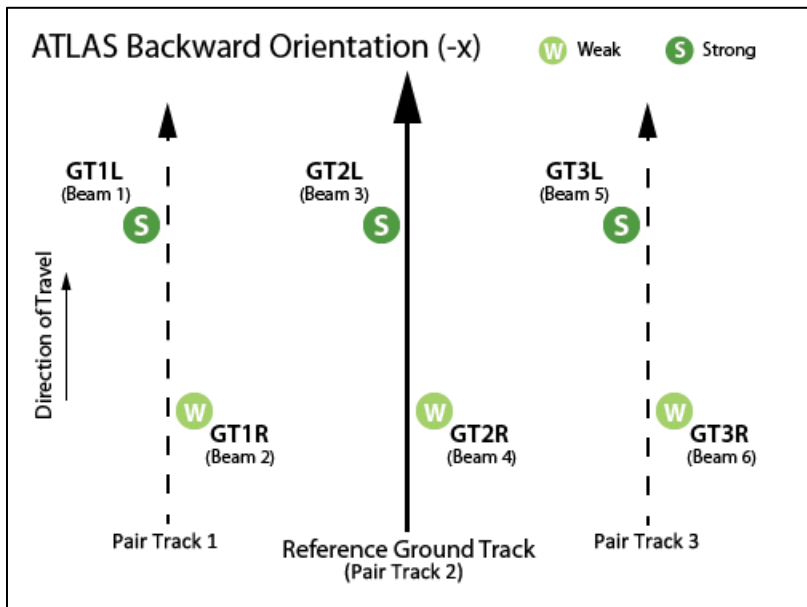 ATLAS Backward Orientation (-x)
W Weak
S Strong
GT1L
(Beam 1)
S
GT2L
(Beam 3)
S
GT3L
(Beam 5)
S
Direction of Travel
W
GT1R
(Beam 2)
W
GT2R
(Beam 4)
W
GT3R
(Beam 6)
Pair Track 1
Reference Ground Track
(Pair Track 2)
Pair Track 3